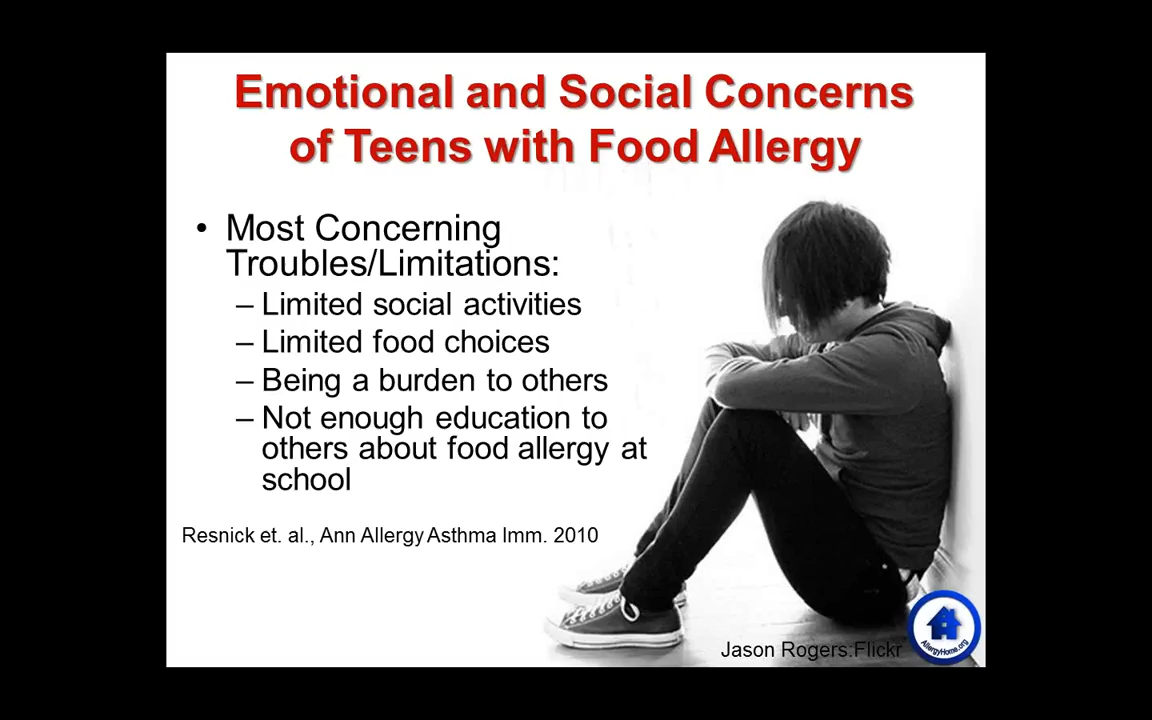 Emotional and Social Concerns
of Teens with Food Allergy
• Most Concerning
Troubles/Limitations:
– Limited social activities
– Limited food choices
– Being a burden to others
– Not enough education to
others about food allergy at
school
Resnick et. al., Ann Allergy Asthma Imm. 2010
Jason Rogers:Flickr
AllergyHome.org